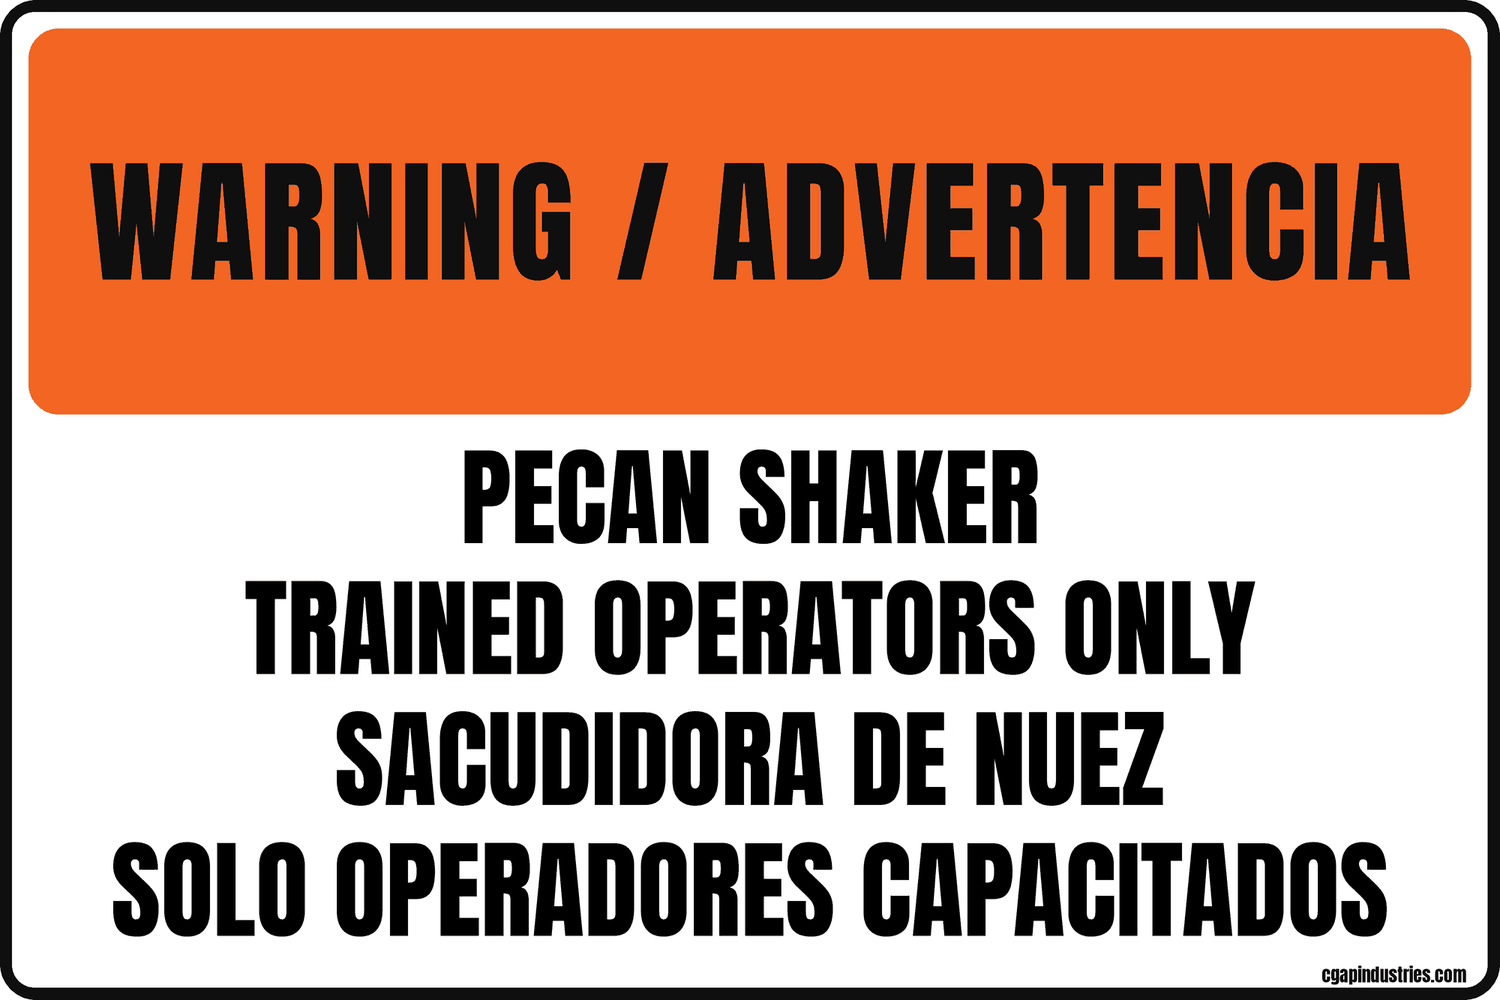 WARNING / ADVERTENCIA
PECAN SHAKER
TRAINED OPERATORS ONLY
SACUDIDORA DE NUEZ
SOLO OPERADORES CAPACITADOS
cgapindustries.com